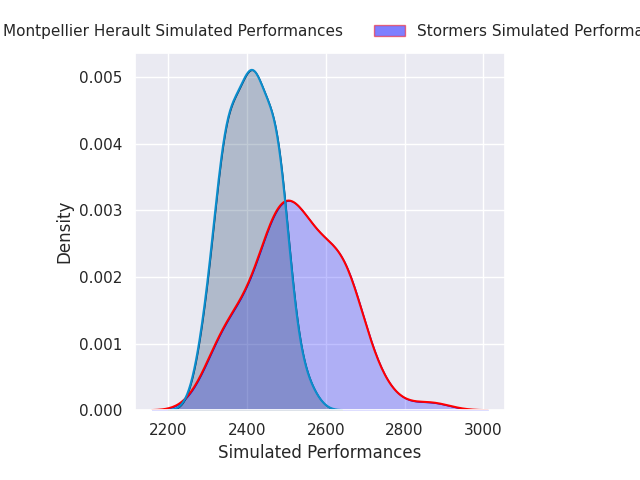 Montpellier Herault Simulated Performances Stormers Simulated Performa
0.005
0.004
0.003
0.002
0.001
0.000
Density
2200 2400 2600 2800 3000
Simulated Performances